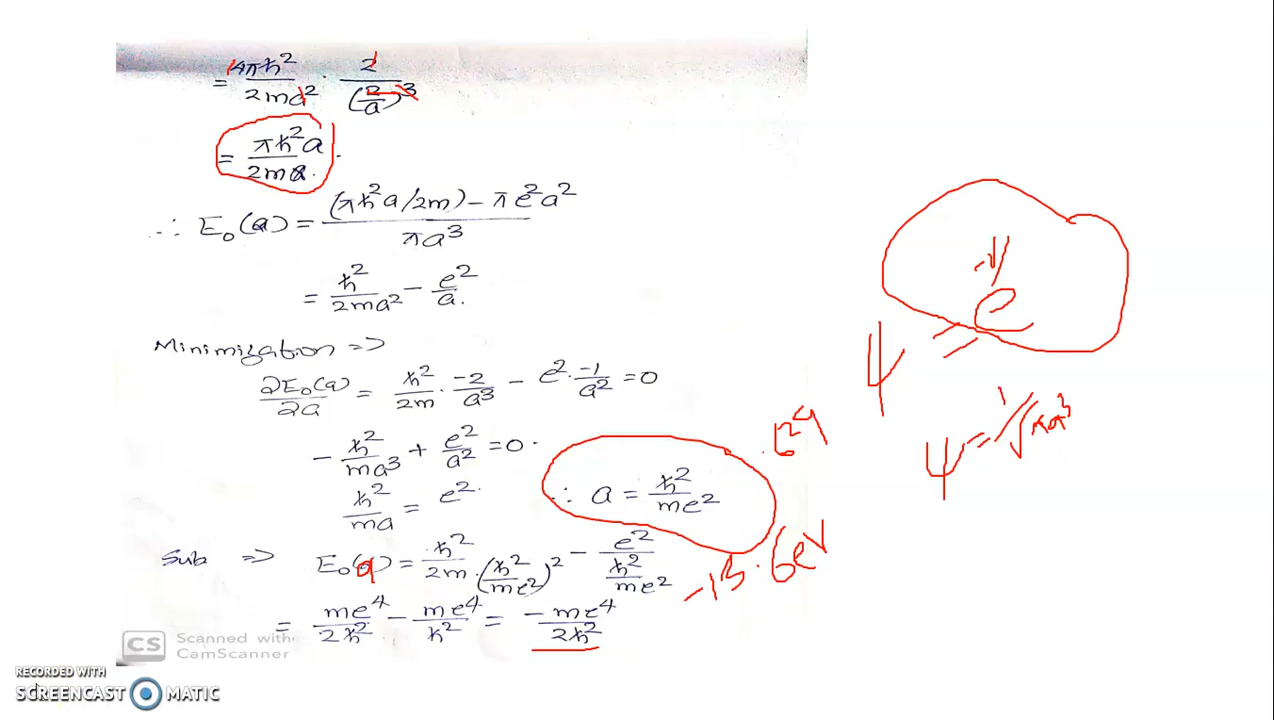 = 4πħ²/2ma² · 2/(2/a)³
= πħ²a/2m.
∴ E₀(a) = (πħ²a/2m) - πe²a²/πa³
= ħ²/2ma² - e²/a.
Minimization =>
∂E₀(a)/∂a = ħ²/2m · -2/a³ - e² · -1/a² = 0
- ħ²/ma³ + e²/a² = 0.
ħ²/ma = e².
∴ a = ħ²/me²
Sub => E₀(a) = ħ²/2m·(ħ²/me²)² - e²/(ħ²/me²)
-13.6eV
= me⁴/2ħ² - me⁴/ħ² = -me⁴/2ħ²
ψ = e
ψ = 1/√πa³
CS Scanned with
CamScanner
RECORDED WITH
SCREENCAST MATIC